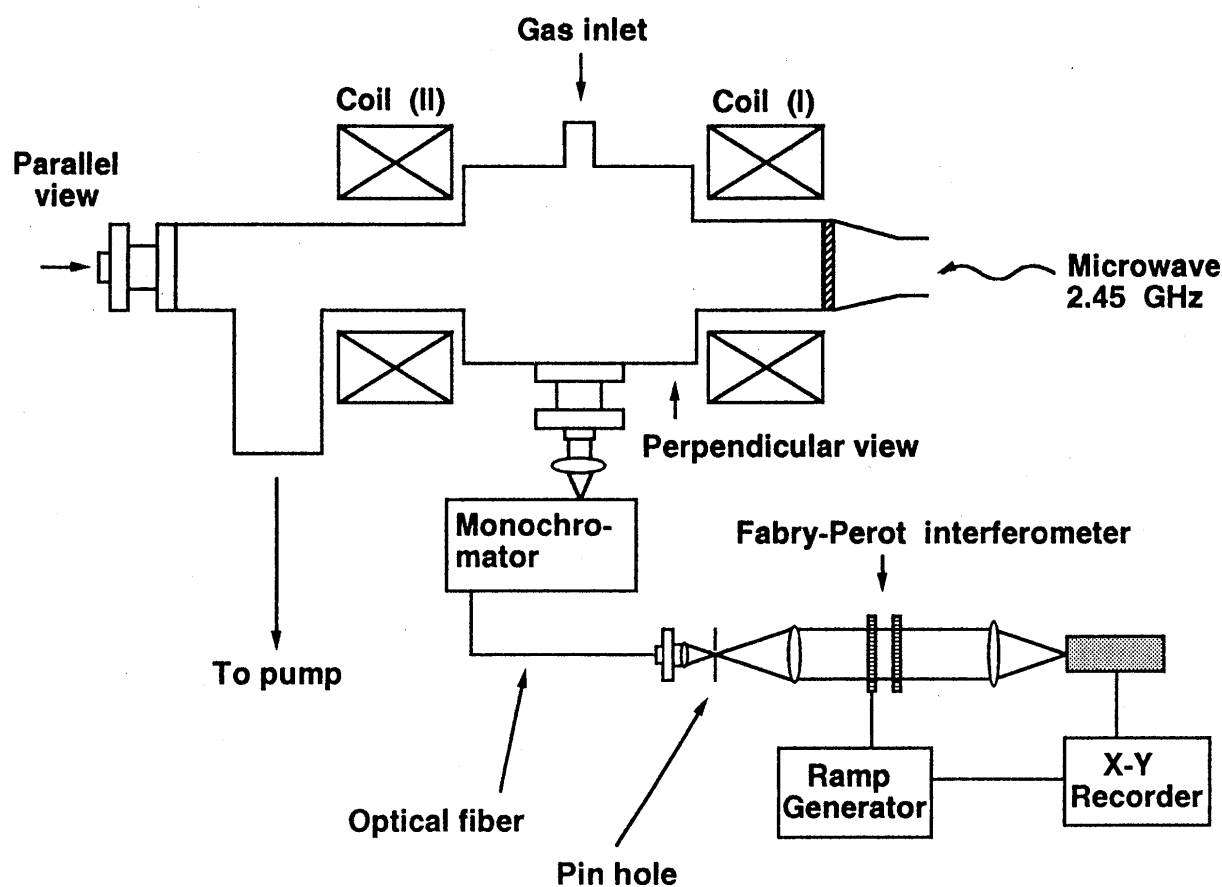 Gas inlet
Coil (II)
Coil (I)
Parallel
view
Microwave
2.45 GHz
Perpendicular view
Monochro-
mator
Fabry-Perot interferometer
To pump
Ramp
Generator
X-Y
Recorder
Optical fiber
Pin hole